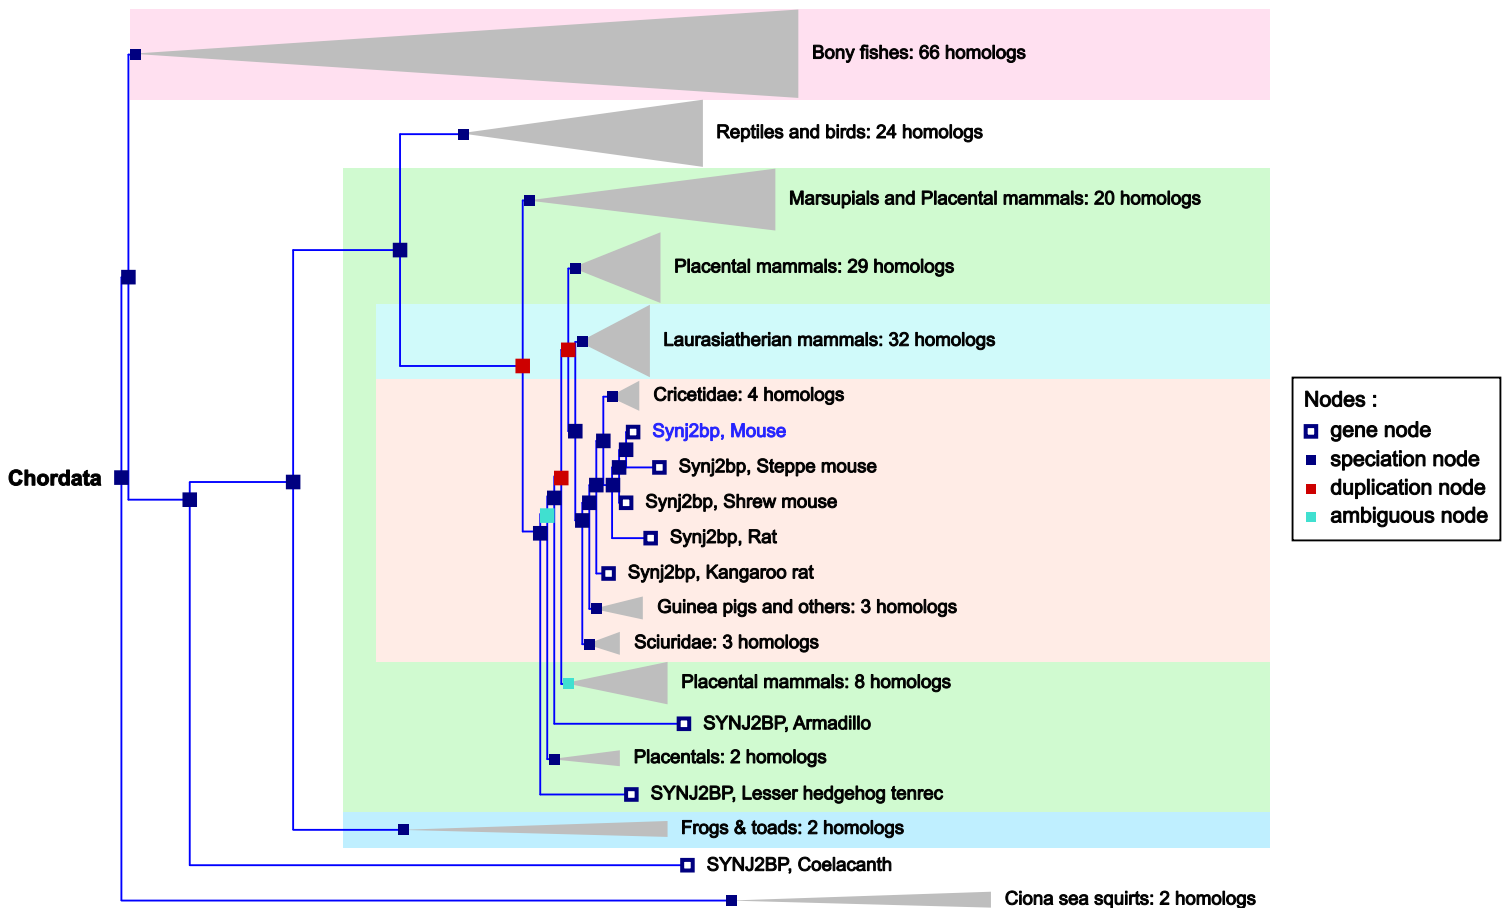 Bony fishes: 66 homologs
Reptiles and birds: 24 homologs
Marsupials and Placental mammals: 20 homologs
Placental mammals: 29 homologs
Laurasiatherian mammals: 32 homologs
Cricetidae: 4 homologs
Synj2bp, Mouse
Synj2bp, Steppe mouse
Chordata
Synj2bp, Shrew mouse
Synj2bp, Rat
Synj2bp, Kangaroo rat
Guinea pigs and others: 3 homologs
Sciuridae: 3 homologs
Placental mammals: 8 homologs
SYNJ2BP, Armadillo
Placentals: 2 homologs
SYNJ2BP, Lesser hedgehog tenrec
Frogs & toads: 2 homologs
SYNJ2BP, Coelacanth
Ciona sea squirts: 2 homologs
Nodes :
gene node
speciation node
duplication node
ambiguous node